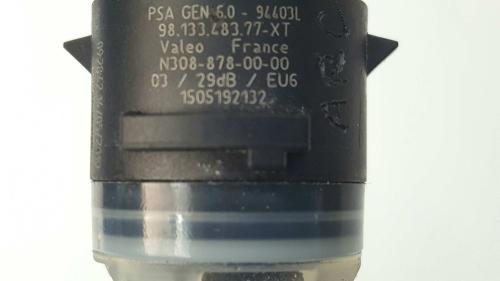 PSA GEN 6.0 - 94403L
98.133.483.77-XT
Valeo France
N308-878-00-00
03 / 29dB / EU6
1505192132